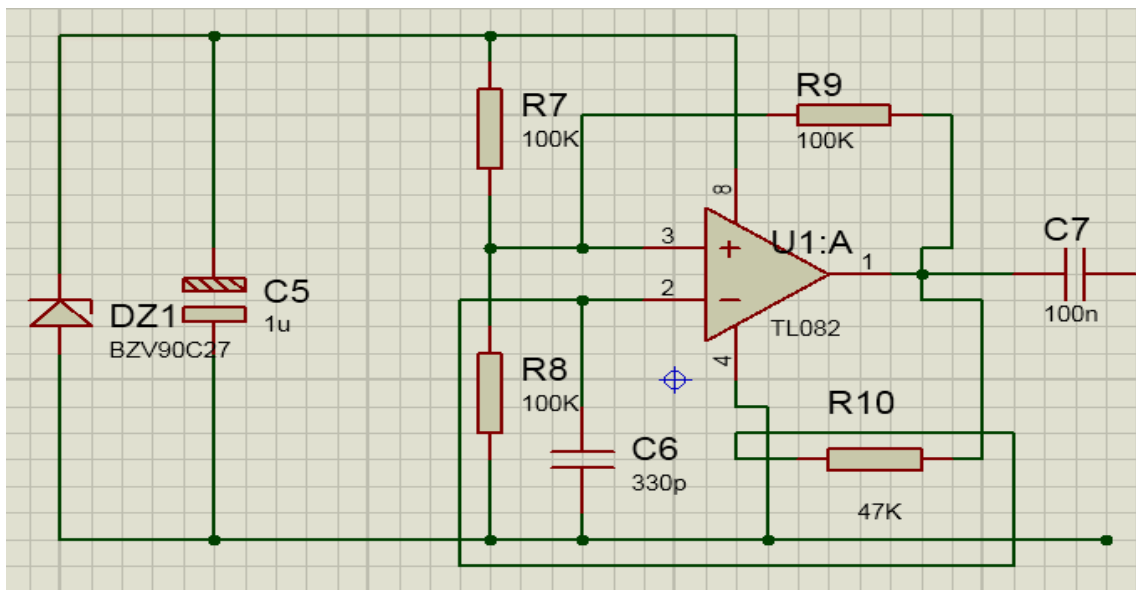 R7
100K
R9
100K
8
3
+
U1:A
1
C7
100n
2
−
TL082
DZ1
BZV90C27
C5
1u
R8
100K
4
R10
47K
C6
330p